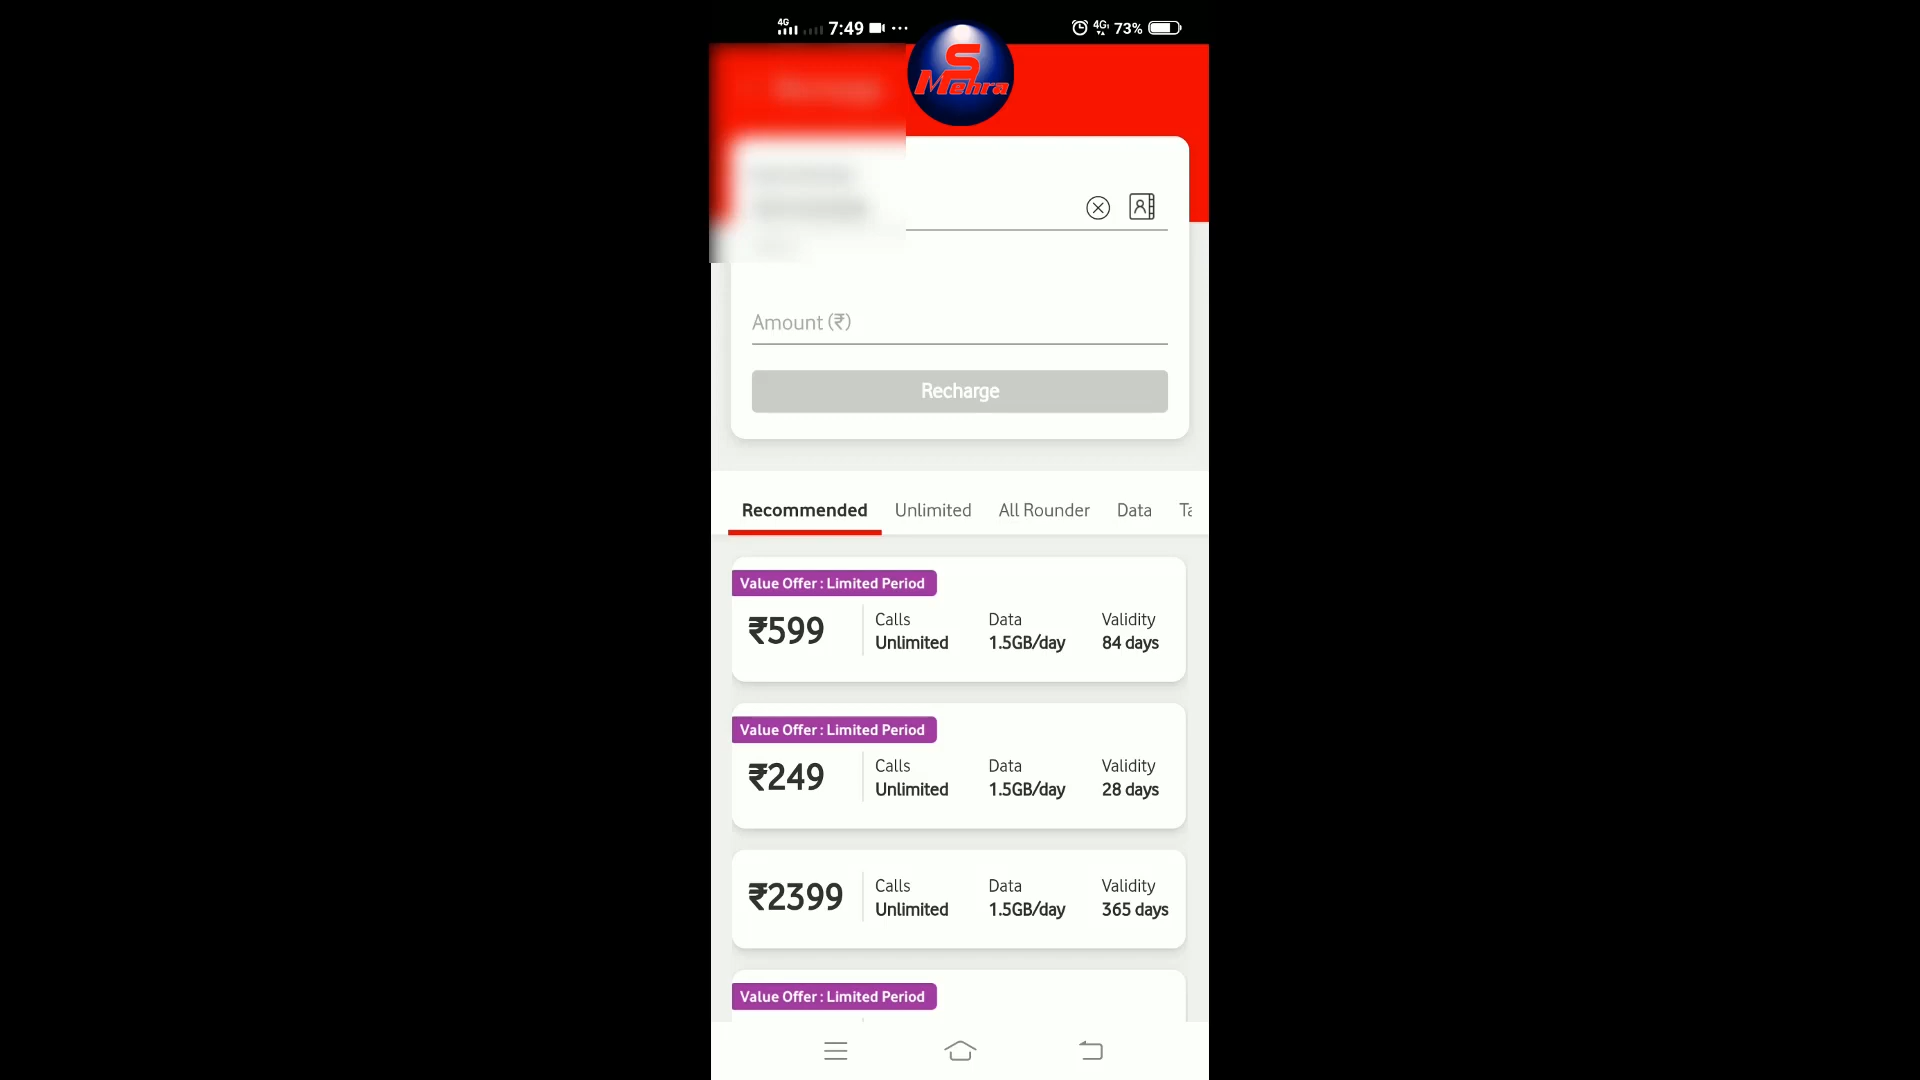 4G 7:49 ... 4G 73%
S
Mehra
Amount (₹)
Recharge
Recommended Unlimited All Rounder Data
Value Offer : Limited Period
₹599 Calls Data Validity
Unlimited 1.5GB/day 84 days
Value Offer : Limited Period
₹249 Calls Data Validity
Unlimited 1.5GB/day 28 days
₹2399 Calls Data Validity
Unlimited 1.5GB/day 365 days
Value Offer : Limited Period